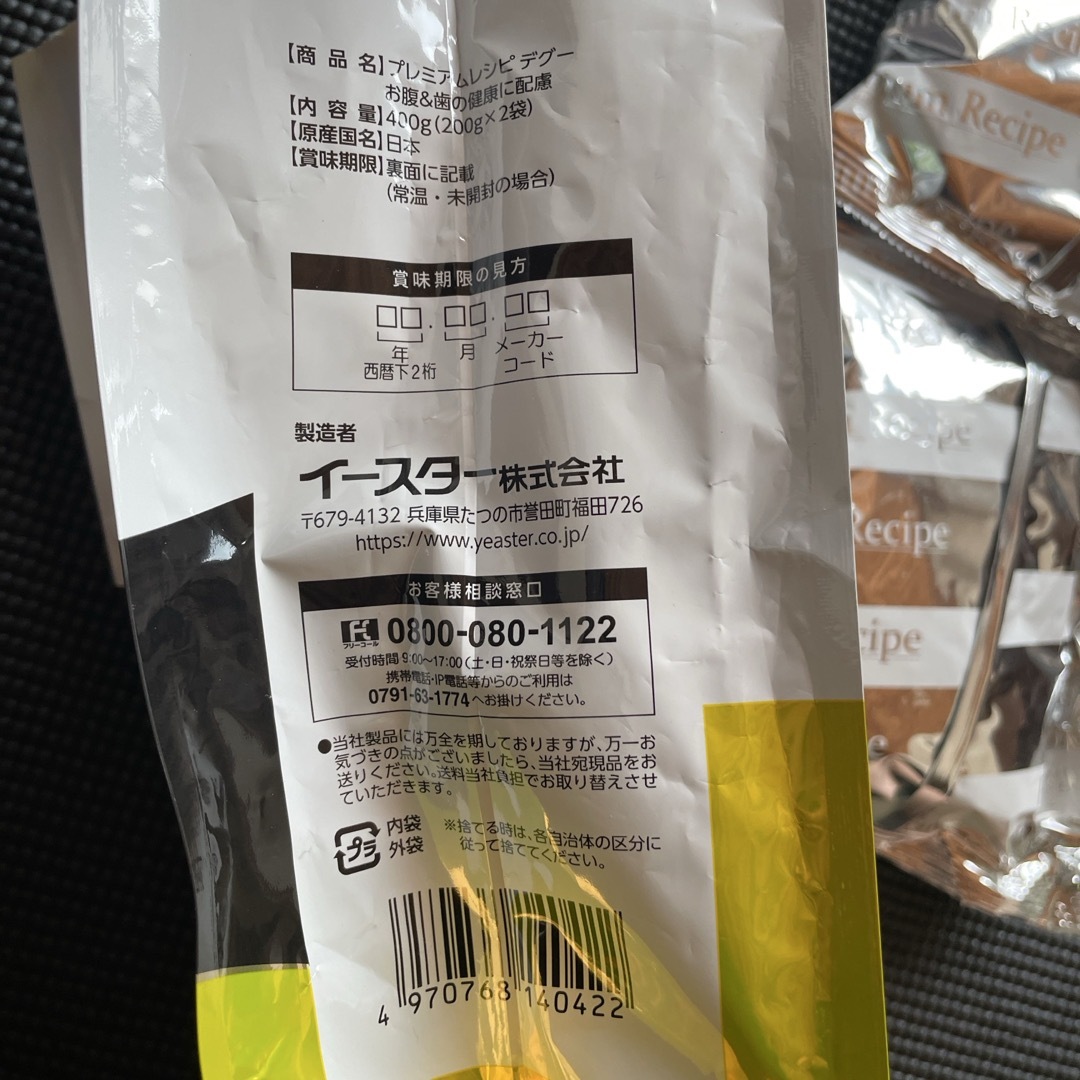 【商品名】プレミアムレシピ デグー
お腹&歯の健康に配慮
【内容量】400g(200g×2袋)
【原産国名】日本
【賞味期限】裏面に記載
(常温・未開封の場合)
賞味期限の見方
□□.□□.□□
年 月 メーカー
西暦下2桁 コード
製造者
イースター株式会社
〒679-4132 兵庫県たつの市誉田町福田726
https://www.yeaster.co.jp/
お客様相談窓口
フリーコール 0800-080-1122
受付時間 9:00〜17:00(土・日・祝祭日等を除く)
携帯電話・IP電話等からのご利用は
0791-63-1774へお掛けください。
●当社製品には万全を期しておりますが、万一お
気づきの点がございましたら、当社宛現品をお
送りください。送料当社負担でお取り替えさせ
ていただきます。
プラ 内袋 ※捨てる時は、各自治体の区分に
外袋 従って捨ててください。
4 970768 140422
Recipe
Recipe